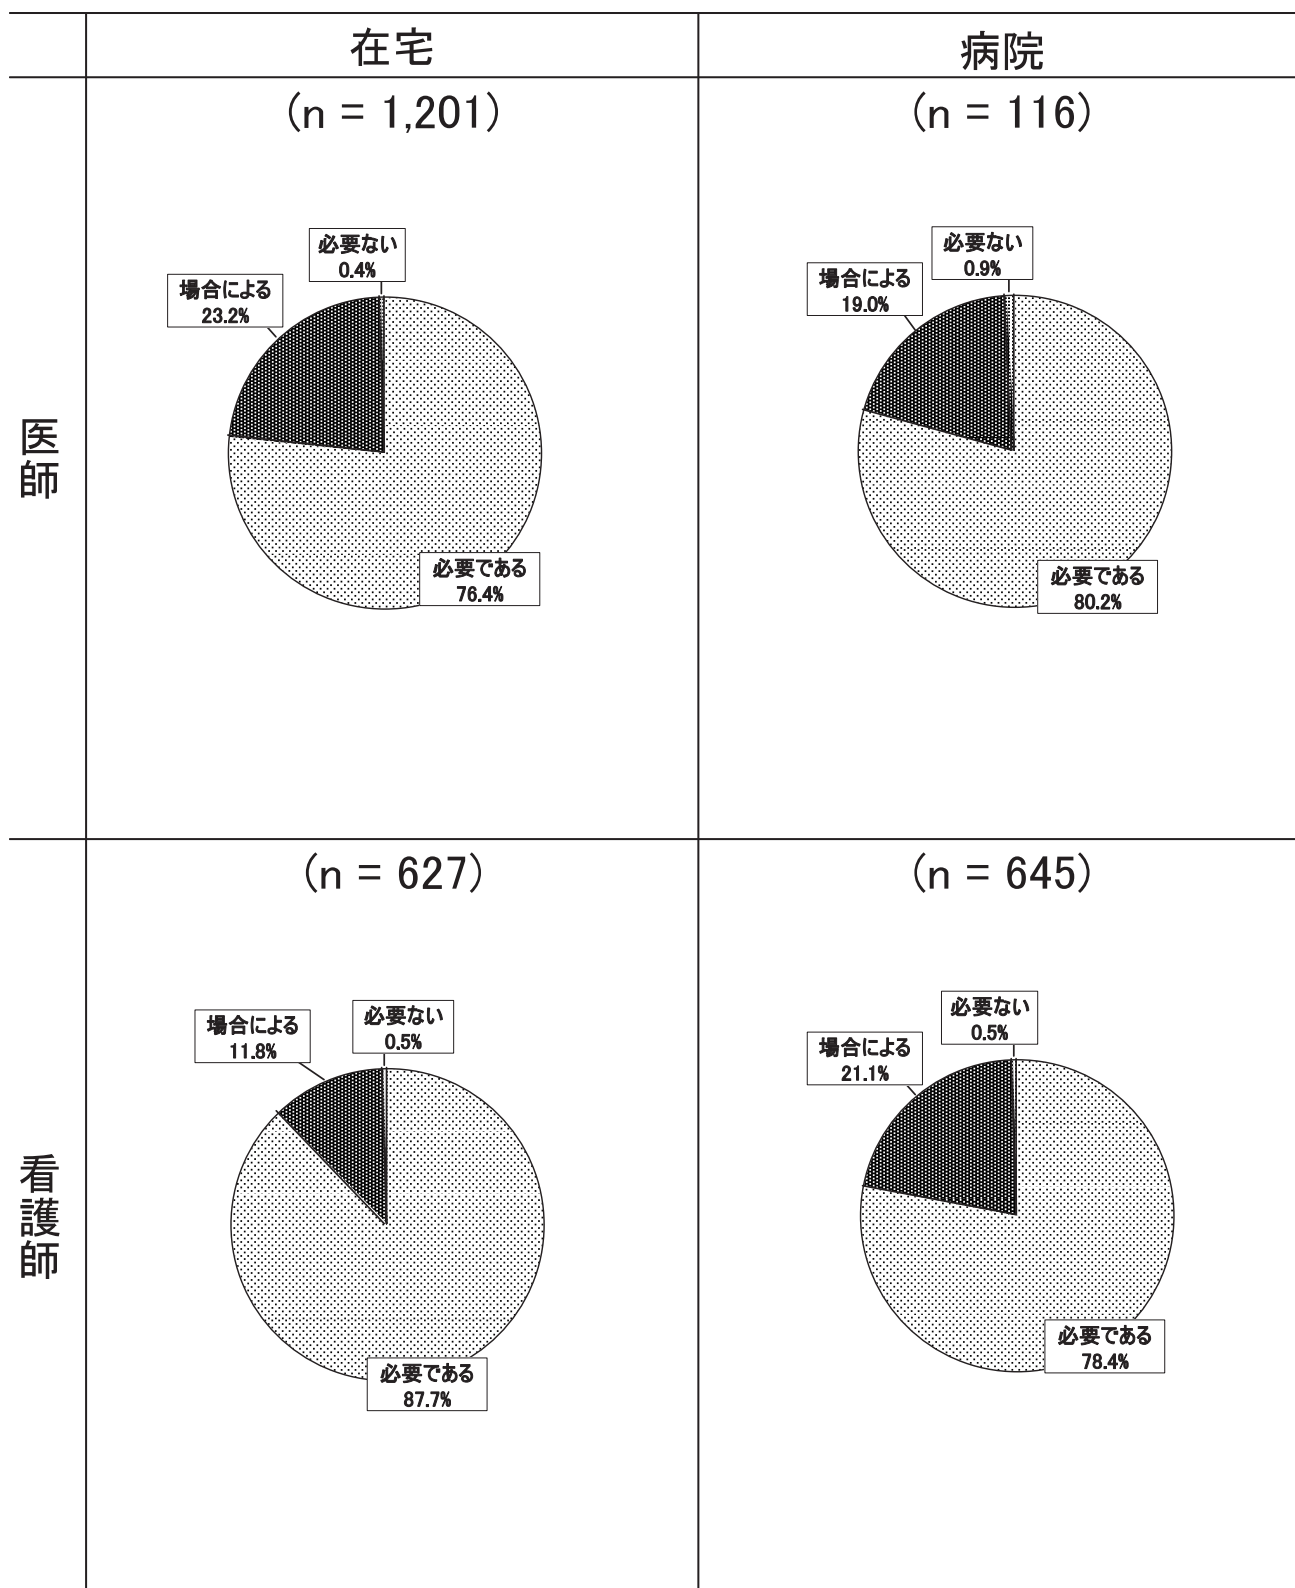 在宅
病院
医師
(n = 1,201)
必要ない
0.4%
場合による
23.2%
必要である
76.4%
(n = 116)
必要ない
0.9%
場合による
19.0%
必要である
80.2%
看護師
(n = 627)
必要ない
0.5%
場合による
11.8%
必要である
87.7%
(n = 645)
必要ない
0.5%
場合による
21.1%
必要である
78.4%